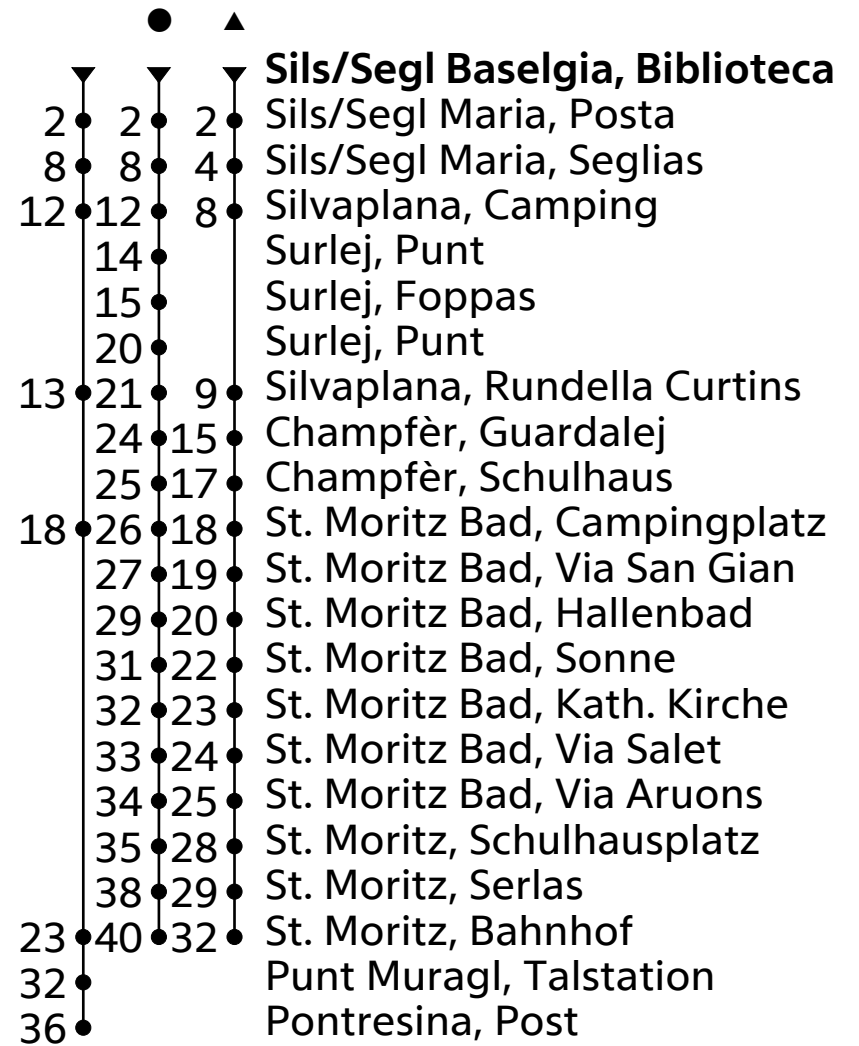 ● ▲
Sils/Segl Baselgia, Biblioteca
2 2 2 Sils/Segl Maria, Posta
8 8 4 Sils/Segl Maria, Seglias
12 12 8 Silvaplana, Camping
14 Surlej, Punt
15 Surlej, Foppas
20 Surlej, Punt
13 21 9 Silvaplana, Rundella Curtins
24 15 Champfèr, Guardalej
25 17 Champfèr, Schulhaus
18 26 18 St. Moritz Bad, Campingplatz
27 19 St. Moritz Bad, Via San Gian
29 20 St. Moritz Bad, Hallenbad
31 22 St. Moritz Bad, Sonne
32 23 St. Moritz Bad, Kath. Kirche
33 24 St. Moritz Bad, Via Salet
34 25 St. Moritz Bad, Via Aruons
35 28 St. Moritz, Schulhausplatz
38 29 St. Moritz, Serlas
23 40 32 St. Moritz, Bahnhof
32 Punt Muragl, Talstation
36 Pontresina, Post